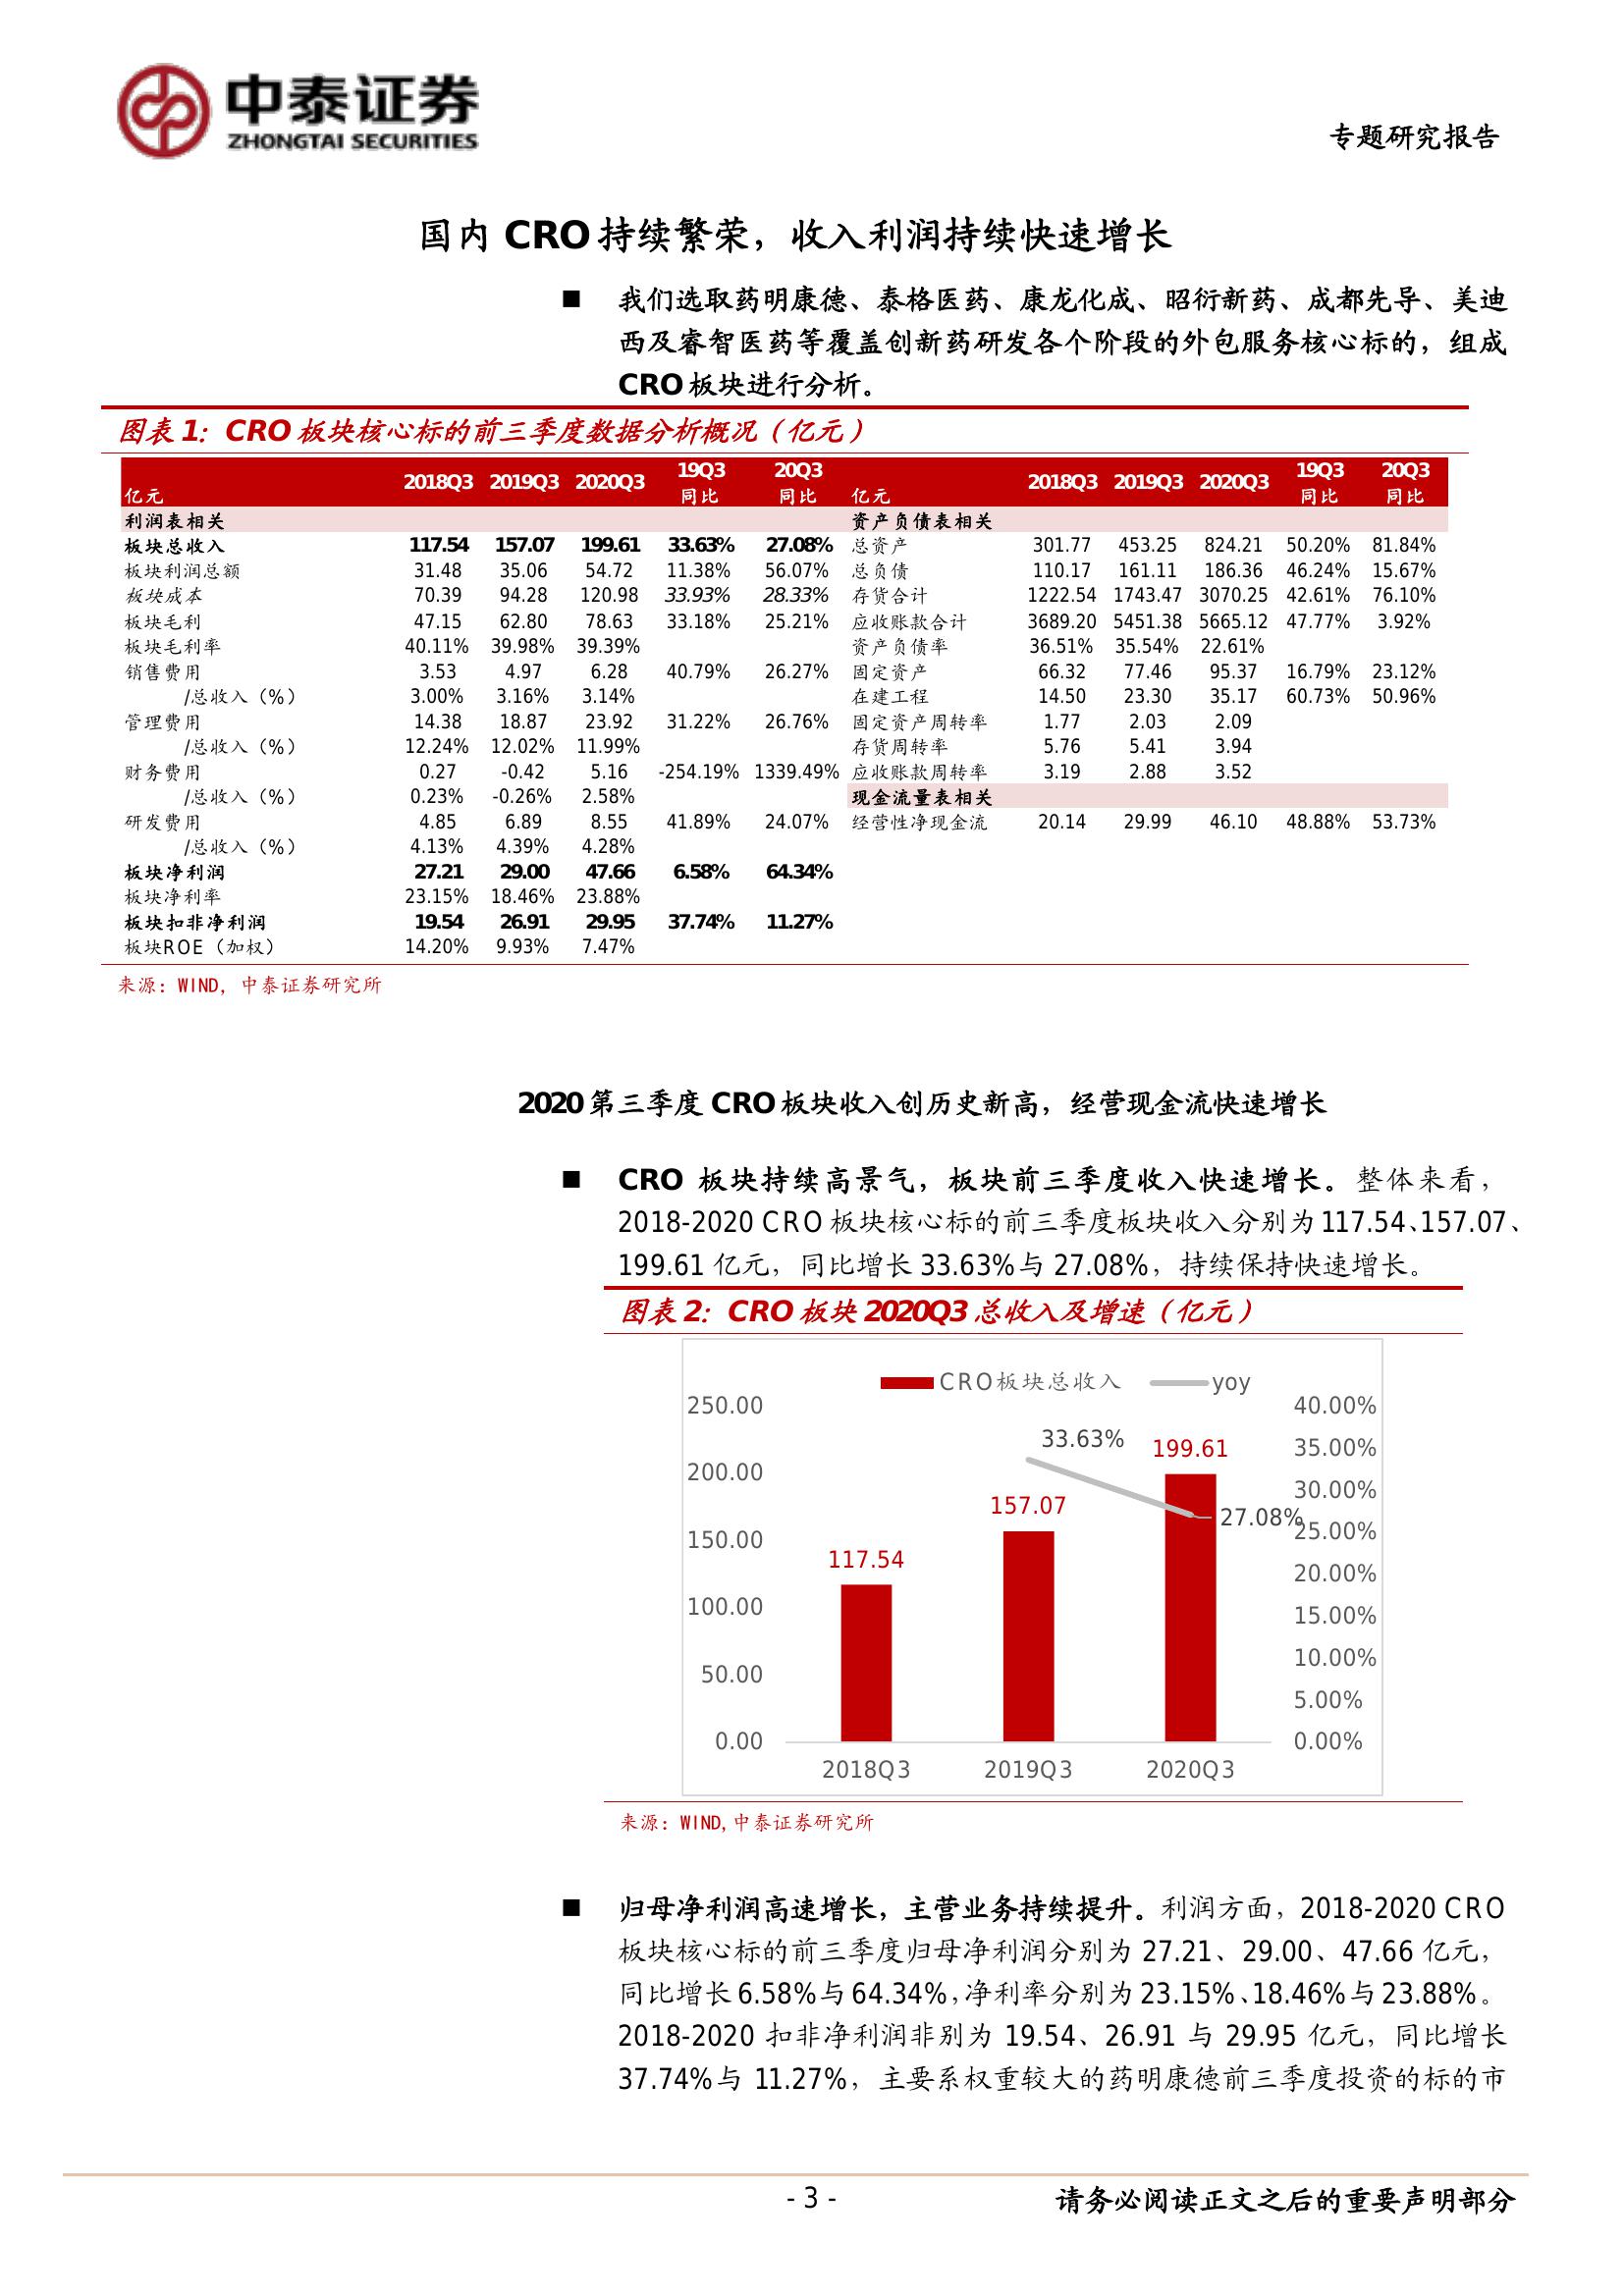 中泰证券
ZHONGTAI SECURITIES
专题研究报告
国内 CRO 持续繁荣，收入利润持续快速增长
■ 我们选取药明康德、泰格医药、康龙化成、昭衍新药、成都先导、美迪
西及睿智医药等覆盖创新药研发各个阶段的外包服务核心标的，组成
CRO 板块进行分析。
图表 1：CRO 板块核心标的前三季度数据分析概况（亿元）
亿元 2018Q3 2019Q3 2020Q3 19Q3 同比 20Q3 同比 亿元 2018Q3 2019Q3 2020Q3 19Q3 同比 20Q3 同比
利润表相关 资产负债表相关
板块总收入 117.54 157.07 199.61 33.63% 27.08% 总资产 301.77 453.25 824.21 50.20% 81.84%
板块利润总额 31.48 35.06 54.72 11.38% 56.07% 总负债 110.17 161.11 186.36 46.24% 15.67%
板块成本 70.39 94.28 120.98 33.93% 28.33% 存货合计 1222.54 1743.47 3070.25 42.61% 76.10%
板块毛利 47.15 62.80 78.63 33.18% 25.21% 应收账款合计 3689.20 5451.38 5665.12 47.77% 3.92%
板块毛利率 40.11% 39.98% 39.39% 资产负债率 36.51% 35.54% 22.61%
销售费用 3.53 4.97 6.28 40.79% 26.27% 固定资产 66.32 77.46 95.37 16.79% 23.12%
/总收入（%） 3.00% 3.16% 3.14% 在建工程 14.50 23.30 35.17 60.73% 50.96%
管理费用 14.38 18.87 23.92 31.22% 26.76% 固定资产周转率 1.77 2.03 2.09
/总收入（%） 12.24% 12.02% 11.99% 存货周转率 5.76 5.41 3.94
财务费用 0.27 -0.42 5.16 -254.19% 1339.49% 应收账款周转率 3.19 2.88 3.52
/总收入（%） 0.23% -0.26% 2.58% 现金流量表相关
研发费用 4.85 6.89 8.55 41.89% 24.07% 经营性净现金流 20.14 29.99 46.10 48.88% 53.73%
/总收入（%） 4.13% 4.39% 4.28%
板块净利润 27.21 29.00 47.66 6.58% 64.34%
板块净利率 23.15% 18.46% 23.88%
板块扣非净利润 19.54 26.91 29.95 37.74% 11.27%
板块ROE（加权） 14.20% 9.93% 7.47%
来源：WIND，中泰证券研究所
2020 第三季度 CRO 板块收入创历史新高，经营现金流快速增长
■ CRO 板块持续高景气，板块前三季度收入快速增长。整体来看，
2018-2020 CRO 板块核心标的前三季度板块收入分别为 117.54、157.07、
199.61 亿元，同比增长 33.63%与 27.08%，持续保持快速增长。
图表 2：CRO 板块 2020Q3 总收入及增速（亿元）
CRO板块总收入 yoy
250.00 40.00%
33.63% 199.61 35.00%
200.00 30.00%
157.07 27.08% 25.00%
150.00 20.00%
117.54
100.00 15.00%
10.00%
50.00 5.00%
0.00 0.00%
2018Q3 2019Q3 2020Q3
来源：WIND,中泰证券研究所
■ 归母净利润高速增长，主营业务持续提升。利润方面，2018-2020 CRO
板块核心标的前三季度归母净利润分别为 27.21、29.00、47.66 亿元，
同比增长 6.58%与 64.34%，净利率分别为 23.15%、18.46%与 23.88%。
2018-2020 扣非净利润非别为 19.54、26.91 与 29.95 亿元，同比增长
37.74%与 11.27%，主要系权重较大的药明康德前三季度投资的标的市
- 3 - 请务必阅读正文之后的重要声明部分